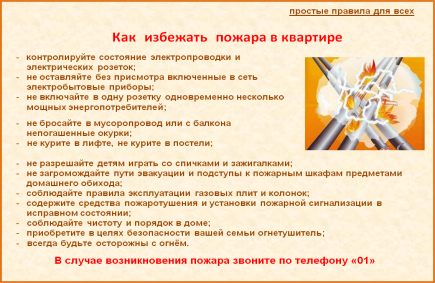 простые правила для всех
Как избежать пожара в квартире
- контролируйте состояние электропроводки и
электрических розеток;
- не оставляйте без присмотра включенные в сеть
электробытовые приборы;
- не включайте в одну розетку одновременно несколько
мощных энергопотребителей;
- не бросайте в мусоропровод или с балкона
непогашенные окурки;
- не курите в лифте, не курите в постели;
- не разрешайте детям играть со спичками и зажигалками;
- не загромождайте пути эвакуации и подступы к пожарным шкафам предметами
домашнего обихода;
- соблюдайте правила эксплуатации газовых плит и колонок;
- содержите средства пожаротушения и установки пожарной сигнализации в
исправном состоянии;
- соблюдайте чистоту и порядок в доме;
- приобретите в целях безопасности вашей семьи огнетушитель;
- всегда будьте осторожны с огнём.
В случае возникновения пожара звоните по телефону «01»